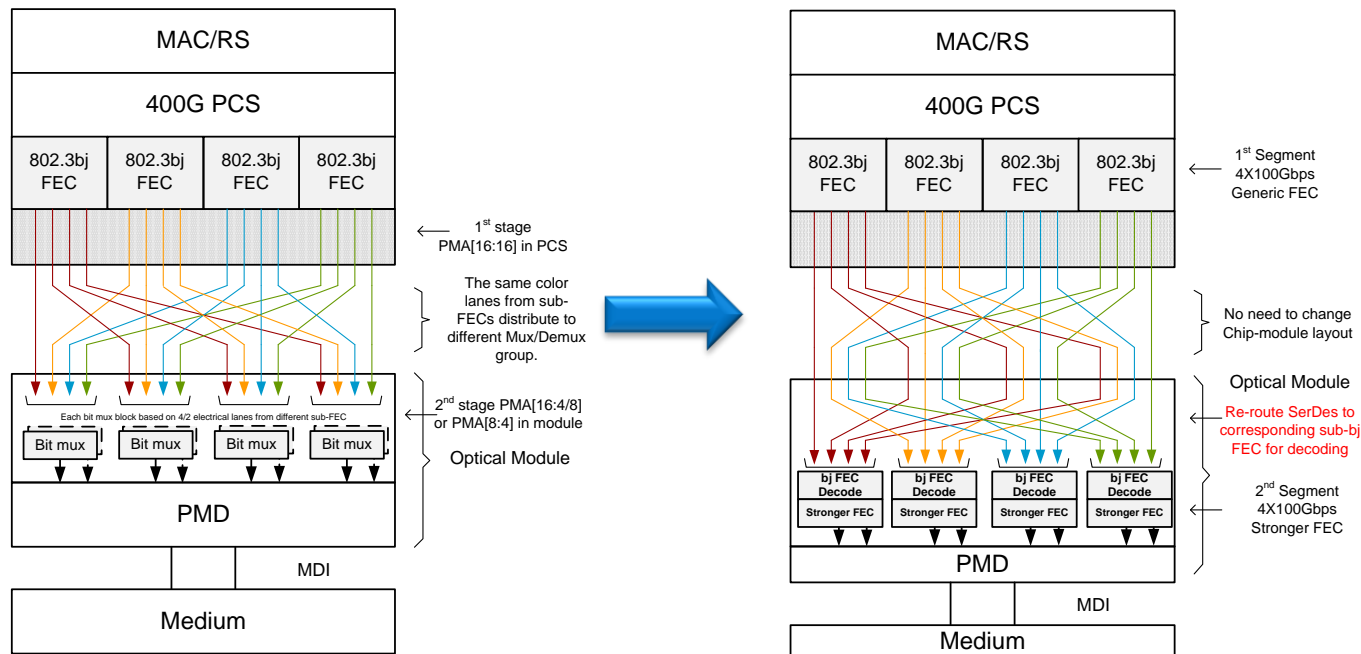 MAC/RS
400G PCS
802.3bj
FEC
802.3bj
FEC
802.3bj
FEC
802.3bj
FEC
1st stage
PMA[16:16] in PCS
The same color
lanes from sub-
FECs distribute to
different Mux/Demux
group.
Each bit mux block based on 4/2 electrical lanes from different sub-FEC
Bit mux
Bit mux
Bit mux
Bit mux
2nd stage PMA[16:4/8]
or PMA[8:4] in module
Optical Module
PMD
MDI
Medium
MAC/RS
400G PCS
802.3bj
FEC
802.3bj
FEC
802.3bj
FEC
802.3bj
FEC
1st Segment
4X100Gbps
Generic FEC
No need to change
Chip-module layout
Optical Module
Re-route SerDes to
corresponding sub-bj
FEC for decoding
bj FEC
Decode
Stronger FEC
bj FEC
Decode
Stronger FEC
bj FEC
Decode
Stronger FEC
bj FEC
Decode
Stronger FEC
2nd Segment
4X100Gbps
Stronger FEC
PMD
MDI
Medium